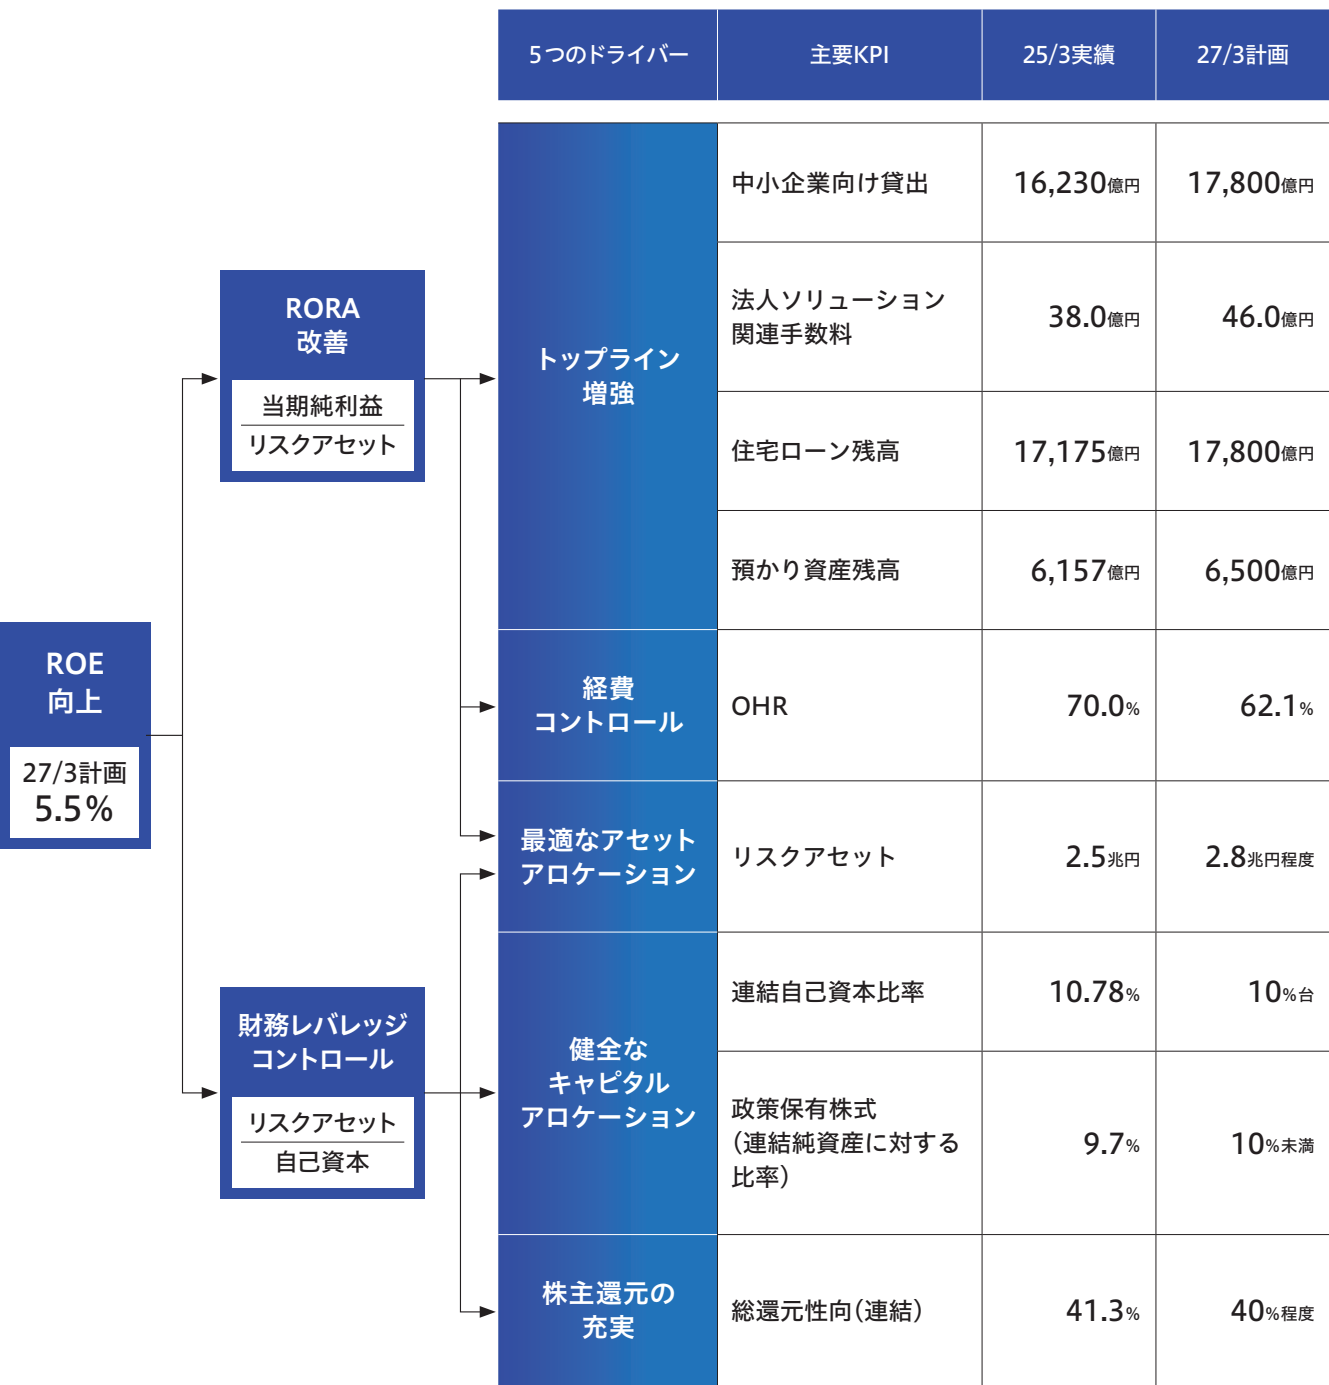 5つのドライバー 主要KPI 25/3実績 27/3計画
ROE
向上
27/3計画
5.5%
RORA
改善
当期純利益
リスクアセット
財務レバレッジ
コントロール
リスクアセット
自己資本
トップライン
増強
中小企業向け貸出 16,230億円 17,800億円
法人ソリューション
関連手数料
38.0億円 46.0億円
住宅ローン残高 17,175億円 17,800億円
預かり資産残高 6,157億円 6,500億円
経費
コントロール
OHR 70.0% 62.1%
最適なアセット
アロケーション
リスクアセット 2.5兆円 2.8兆円程度
健全な
キャピタル
アロケーション
連結自己資本比率 10.78% 10%台
政策保有株式
(連結純資産に対する
比率)
9.7% 10%未満
株主還元の
充実
総還元性向(連結) 41.3% 40%程度